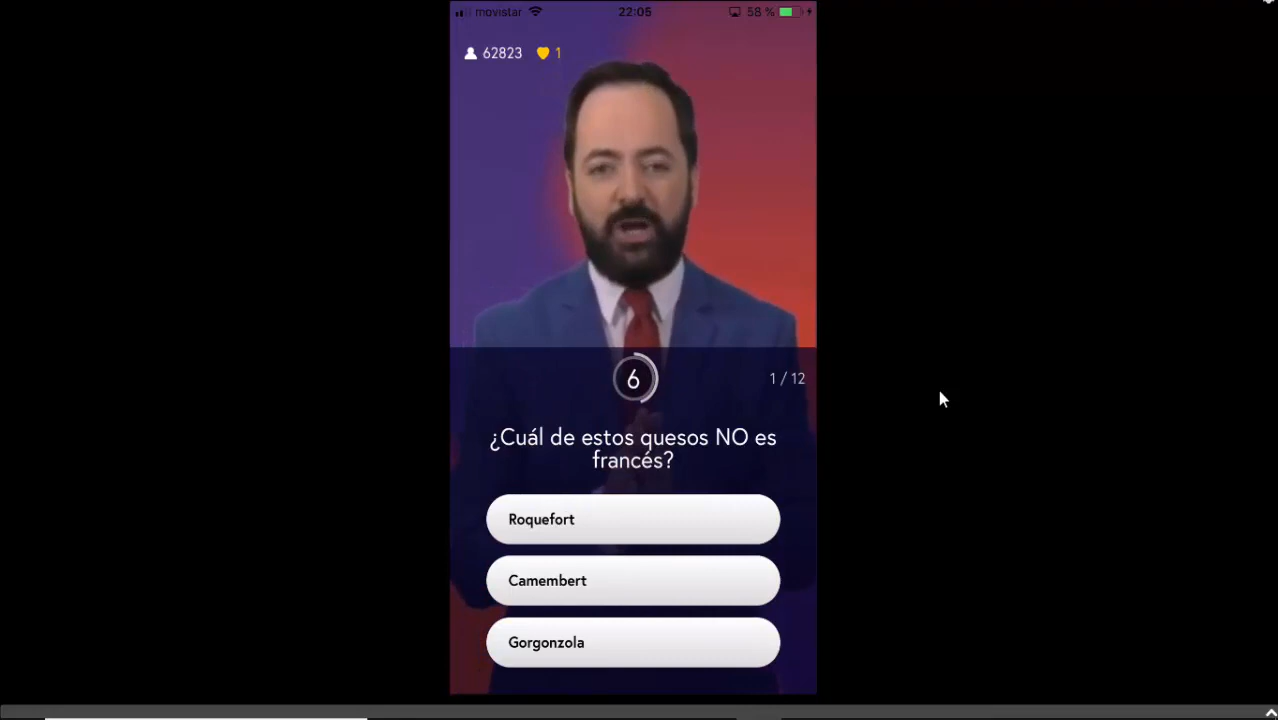 movistar 22:05 58 %
62823 1
6 1 / 12
¿Cuál de estos quesos NO es
francés?
Roquefort
Camembert
Gorgonzola